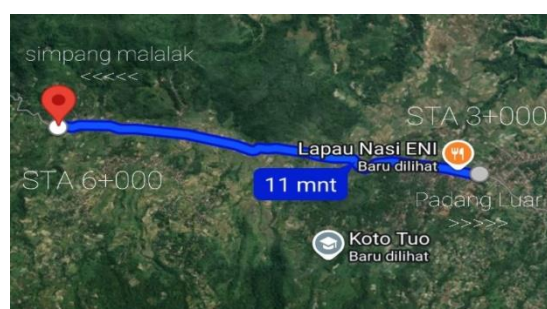 simpang malalak
<<<<<
STA 3+000
Lapau Nasi ENI
Baru dilihat
STA 6+000
11 mnt
Padang Luar
>>>>>
Koto Tuo
Baru dilihat